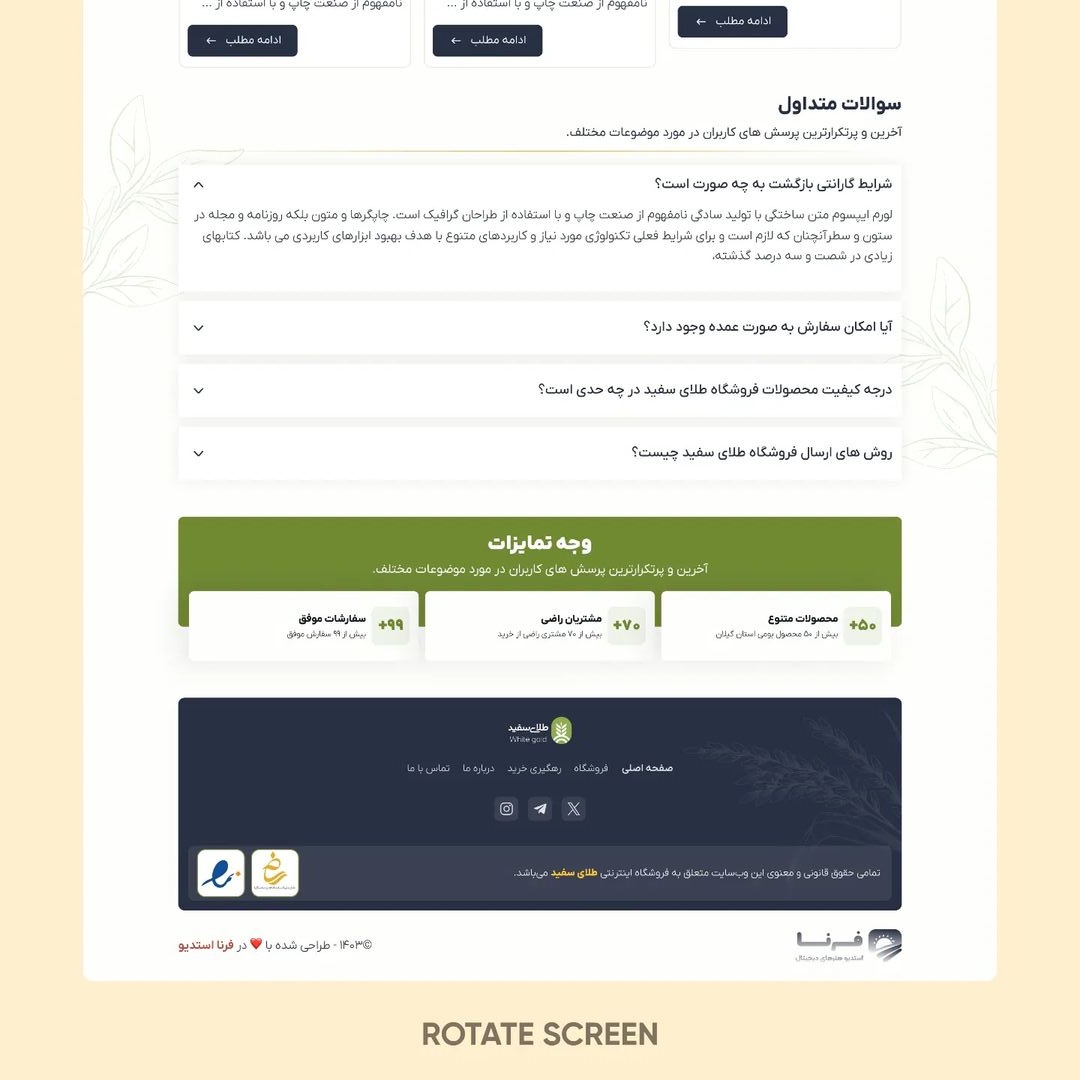 نامفهوم از صنعت چاپ و با استفاده از ...
نامفهوم از صنعت چاپ و با استفاده از ...
ادامه مطلب
ادامه مطلب
ادامه مطلب
سوالات متداول
آخرین و پرتکرارترین پرسش های کاربران در مورد موضوعات مختلف.
شرایط گارانتی بازگشت به چه صورت است؟
لورم ایپسوم متن ساختگی با تولید سادگی نامفهوم از صنعت چاپ و با استفاده از طراحان گرافیک است. چاپگرها و متون بلکه روزنامه و مجله در
ستون و سطرآنچنان که لازم است و برای شرایط فعلی تکنولوژی مورد نیاز و کاربردهای متنوع با هدف بهبود ابزارهای کاربردی می باشد. کتابهای
زیادی در شصت و سه درصد گذشته،
آیا امکان سفارش به صورت عمده وجود دارد؟
درجه کیفیت محصولات فروشگاه طلای سفید در چه حدی است؟
روش های ارسال فروشگاه طلای سفید چیست؟
وجه تمایزات
آخرین و پرتکرارترین پرسش های کاربران در مورد موضوعات مختلف.
+۵۰
محصولات متنوع
بیش از ۵۰ محصول بومی استان گیلان
+۷۰
مشتریان راضی
بیش از ۷۰ مشتری راضی از خرید
+۹۹
سفارشات موفق
بیش از ۹۹ سفارش موفق
طلای‌سفید
White gold
صفحه اصلی فروشگاه رهگیری خرید درباره ما تماس با ما
تمامی حقوق قانونی و معنوی این وب‌سایت متعلق به فروشگاه اینترنتی طلای سفید می‌باشد.
فرنا
استدیو هنرهای دیجیتال
©۱۴۰۳ - طراحی شده با ❤️ در فرنا استدیو
ROTATE SCREEN